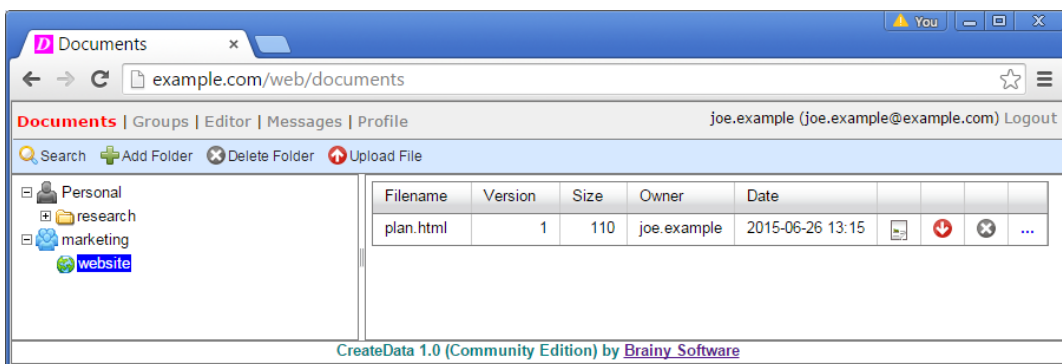 You
D Documents
example.com/web/documents
Documents | Groups | Editor | Messages | Profile joe.example (joe.example@example.com) Logout
Search Add Folder Delete Folder Upload File
Personal
research
marketing
website
Filename Version Size Owner Date
plan.html 1 110 joe.example 2015-06-26 13:15 ...
CreateData 1.0 (Community Edition) by Brainy Software